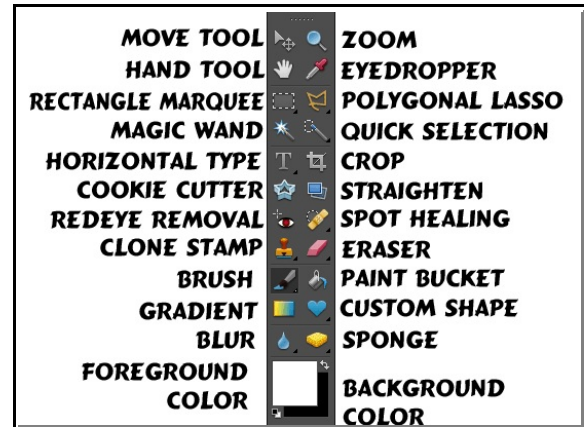 MOVE TOOL ZOOM
HAND TOOL EYEDROPPER
RECTANGLE MARQUEE POLYGONAL LASSO
MAGIC WAND QUICK SELECTION
HORIZONTAL TYPE T CROP
COOKIE CUTTER STRAIGHTEN
REDEYE REMOVAL SPOT HEALING
CLONE STAMP ERASER
BRUSH PAINT BUCKET
GRADIENT CUSTOM SHAPE
BLUR SPONGE
FOREGROUND
COLOR
BACKGROUND
COLOR